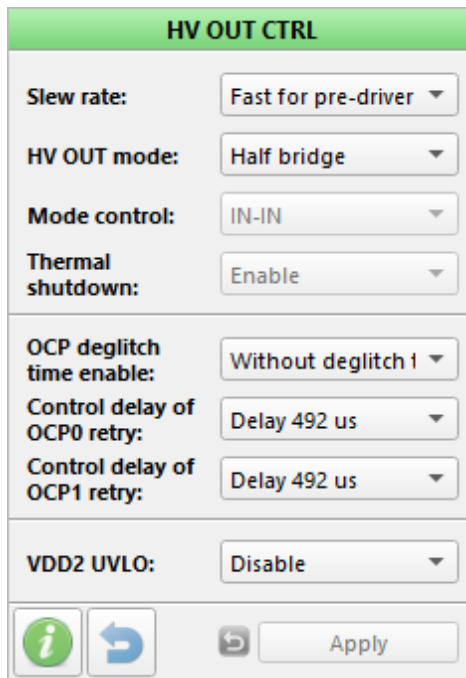 HV OUT CTRL
Slew rate: Fast for pre-driver
HV OUT mode: Half bridge
Mode control: IN-IN
Thermal
shutdown: Enable
OCP deglitch
time enable: Without deglitch t
Control delay of
OCP0 retry: Delay 492 us
Control delay of
OCP1 retry: Delay 492 us
VDD2 UVLO: Disable
i Apply